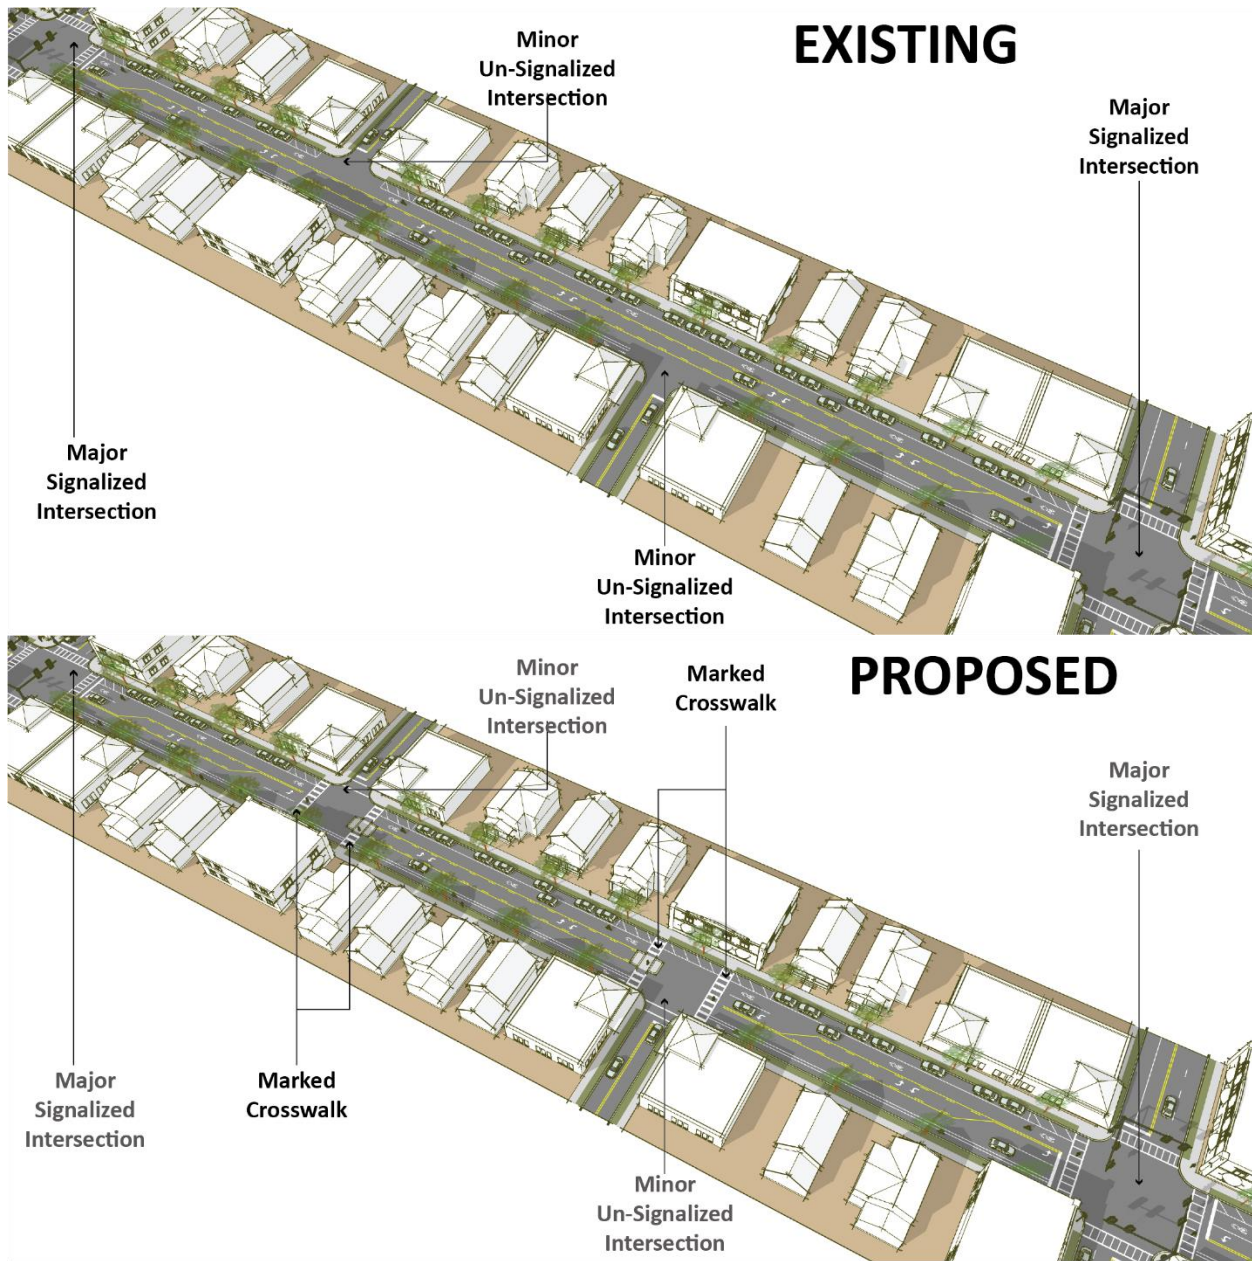 EXISTING
Minor
Un-Signalized
Intersection
Major
Signalized
Intersection
Major
Signalized
Intersection
Minor
Un-Signalized
Intersection
PROPOSED
Minor
Un-Signalized
Intersection
Marked
Crosswalk
Major
Signalized
Intersection
Major
Signalized
Intersection
Marked
Crosswalk
Minor
Un-Signalized
Intersection